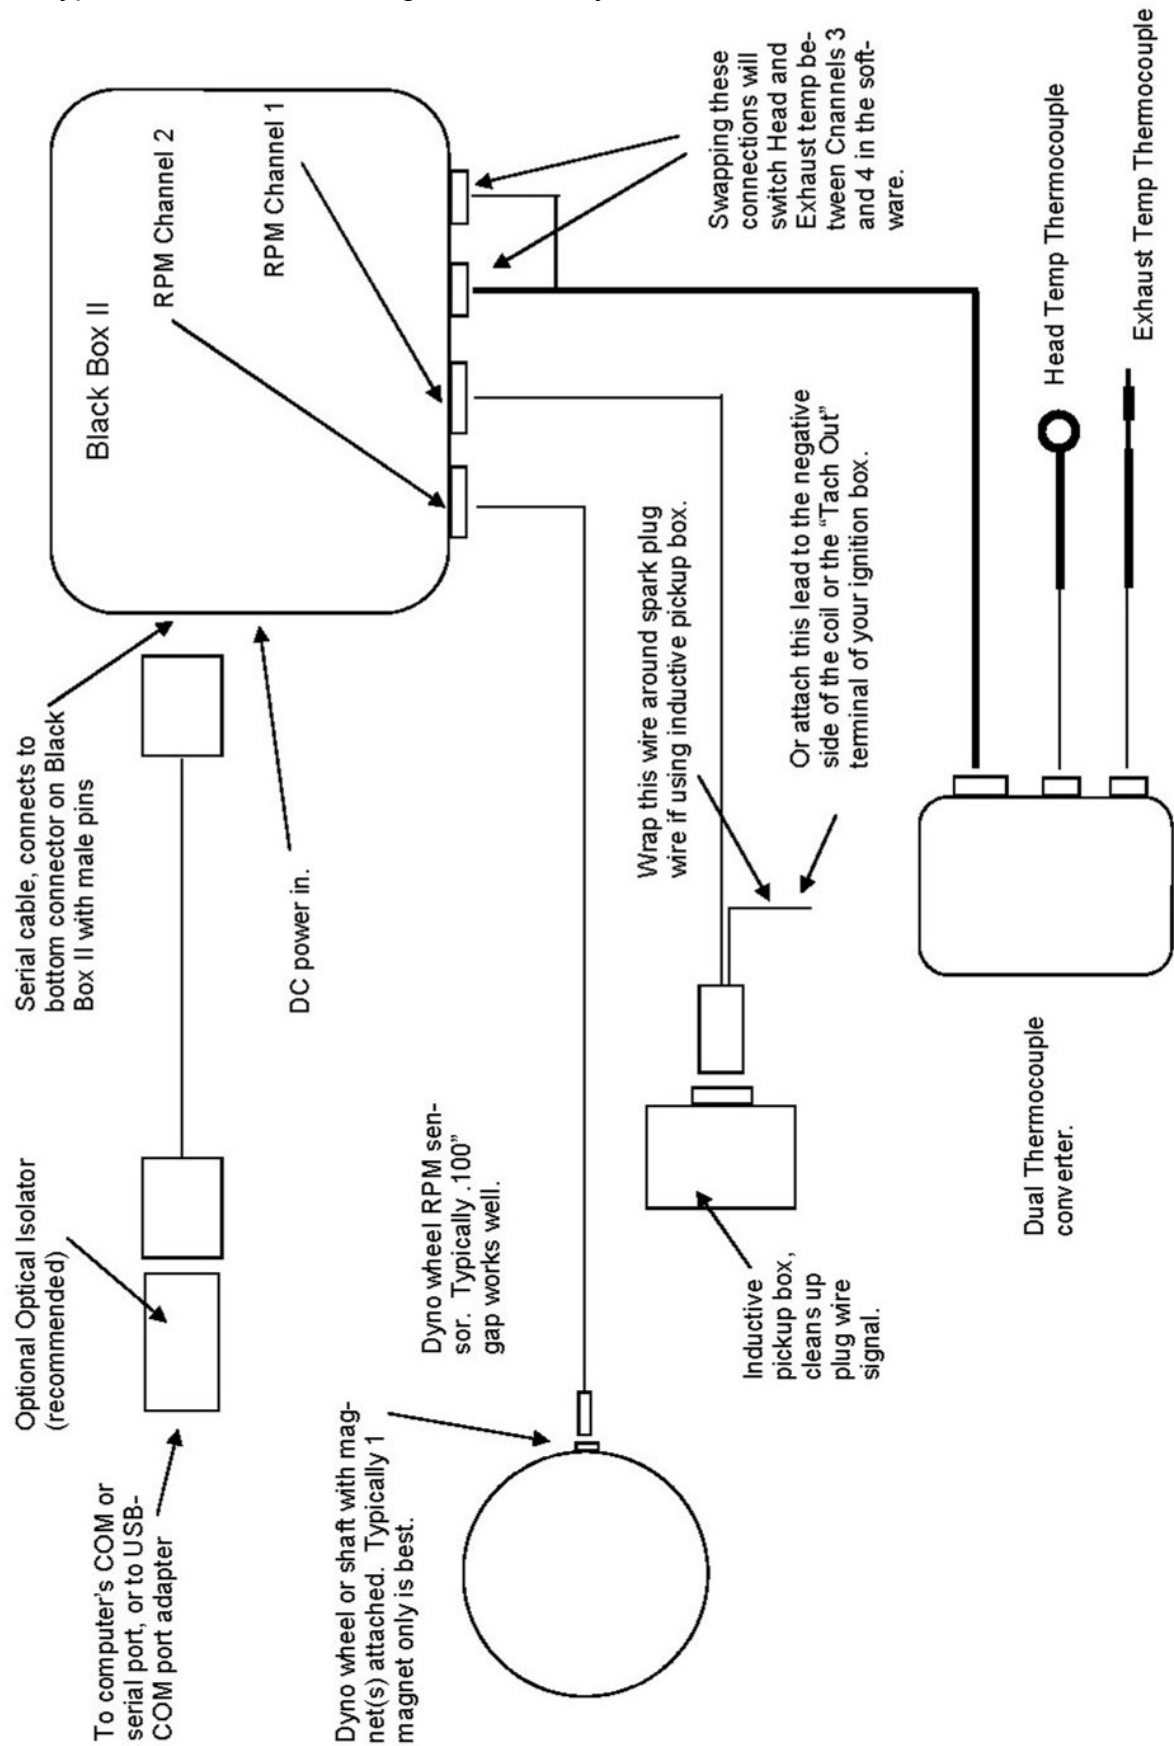 Serial cable, connects to
bottom connector on Black
Box II with male pins
Optional Optical Isolator
(recommended)
To computer's COM or
serial port, or to USB-
COM port adapter
DC power in.
Black Box II
RPM Channel 2
RPM Channel 1
Dyno wheel or shaft with mag-
net(s) attached.  Typically 1
magnet only is best.
Dyno wheel RPM sen-
sor.  Typically .100"
gap works well.
Wrap this wire around spark plug
wire if using inductive pickup box.
Swapping these
connections will
switch Head and
Exhaust temp be-
tween Cnannels 3
and 4 in the soft-
ware.
Inductive
pickup box,
cleans up
plug wire
signal.
Or attach this lead to the negative
side of the coil or the "Tach Out"
terminal of your ignition box.
Dual Thermocouple
converter.
Head Temp Thermocouple
Exhaust Temp Thermocouple